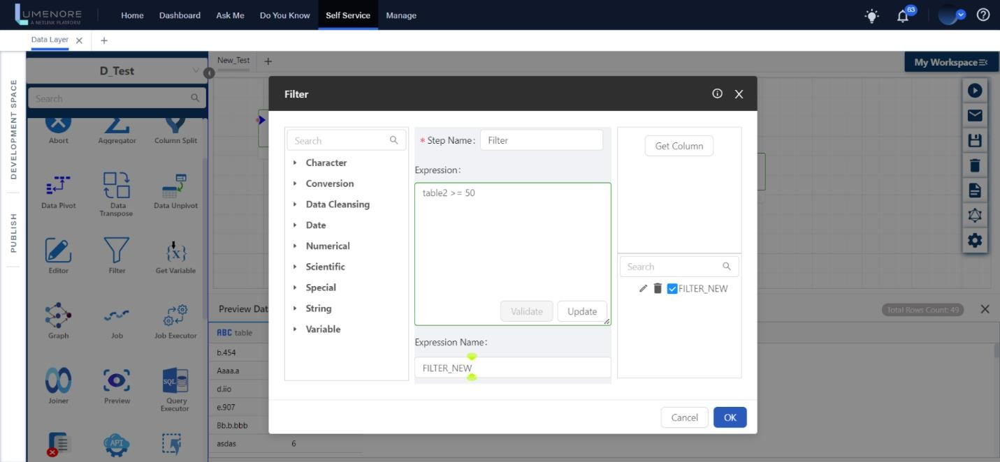 LUMENORE
A NETLINK PLATFORM
Home
Dashboard
Ask Me
Do You Know
Self Service
Manage
63
Data Layer
DEVELOPMENT SPACE
PUBLISH
D_Test
Search
Abort
Aggregator
Column Split
Data Pivot
Data
Transpose
Data Unpivot
Editor
Filter
{x}
Get Variable
Graph
Job
Job Executor
Joiner
Preview
SQL
Query
Executor
API
New_Test
My Workspace
Filter
Search
Character
Conversion
Data Cleansing
Date
Numerical
Scientific
Special
String
Variable
* Step Name:
Filter
Expression:
table2 >= 50
Validate
Update
Expression Name:
FILTER_NEW
Get Column
Search
FILTER_NEW
Cancel
OK
Preview Dat
Total Rows Count: 49
ABC table
b.454
Aaaa.a
d.iio
e.907
Bb.b.bbb
asdas
6